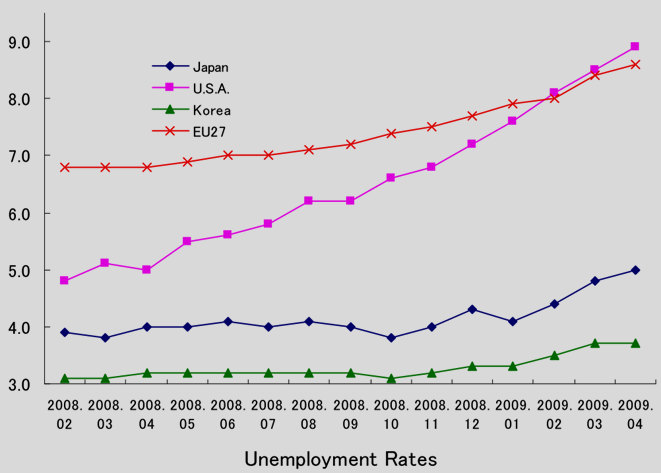 9.0
8.0
7.0
6.0
5.0
4.0
3.0
Japan
U.S.A.
Korea
EU27
2008. 2008. 2008. 2008. 2008. 2008. 2008. 2008. 2008. 2008. 2008. 2009. 2009. 2009. 2009.
02 03 04 05 06 07 08 09 10 11 12 01 02 03 04
Unemployment Rates